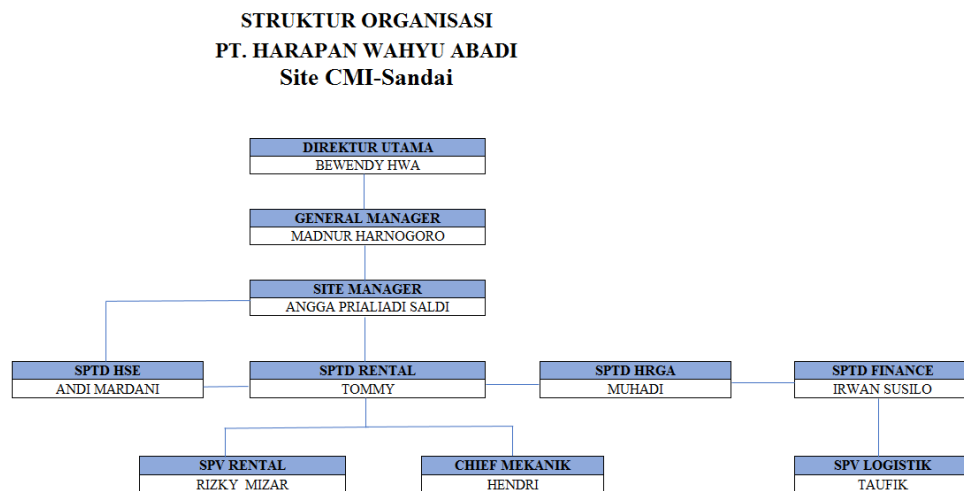 STRUKTUR ORGANISASI
PT. HARAPAN WAHYU ABADI
Site CMI-Sandai
DIREKTUR UTAMA
BEWENDY HWA
GENERAL MANAGER
MADNUR HARNOGORO
SITE MANAGER
ANGGA PRIALIADI SALDI
SPTD HSE
ANDI MARDANI
SPTD RENTAL
TOMMY
SPTD HRGA
MUHADI
SPTD FINANCE
IRWAN SUSILO
SPV RENTAL
RIZKY MIZAR
CHIEF MEKANIK
HENDRI
SPV LOGISTIK
TAUFIK